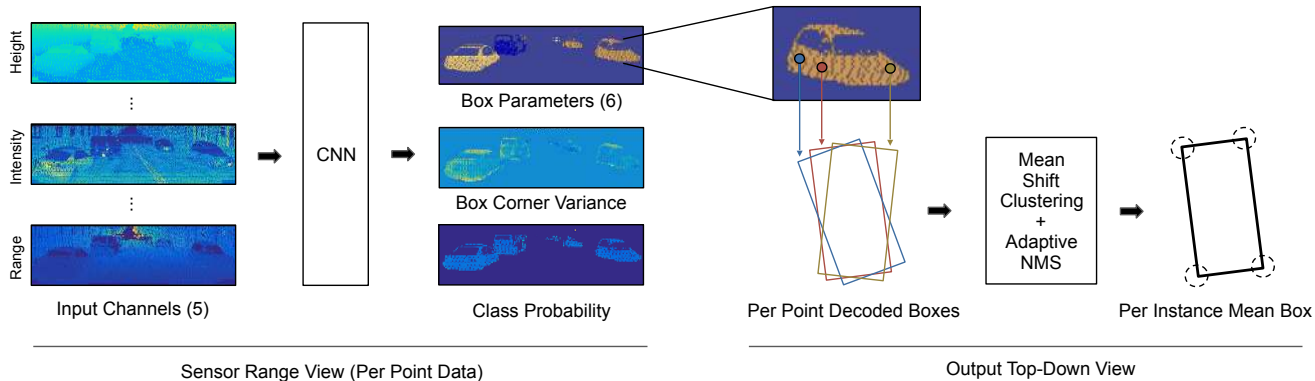 Height
⋮
Intensity
⋮
Range
Input Channels (5)
CNN
Box Parameters (6)
Box Corner Variance
Class Probability
Sensor Range View (Per Point Data)
Per Point Decoded Boxes
Mean
Shift
Clustering
+
Adaptive
NMS
Per Instance Mean Box
Output Top-Down View